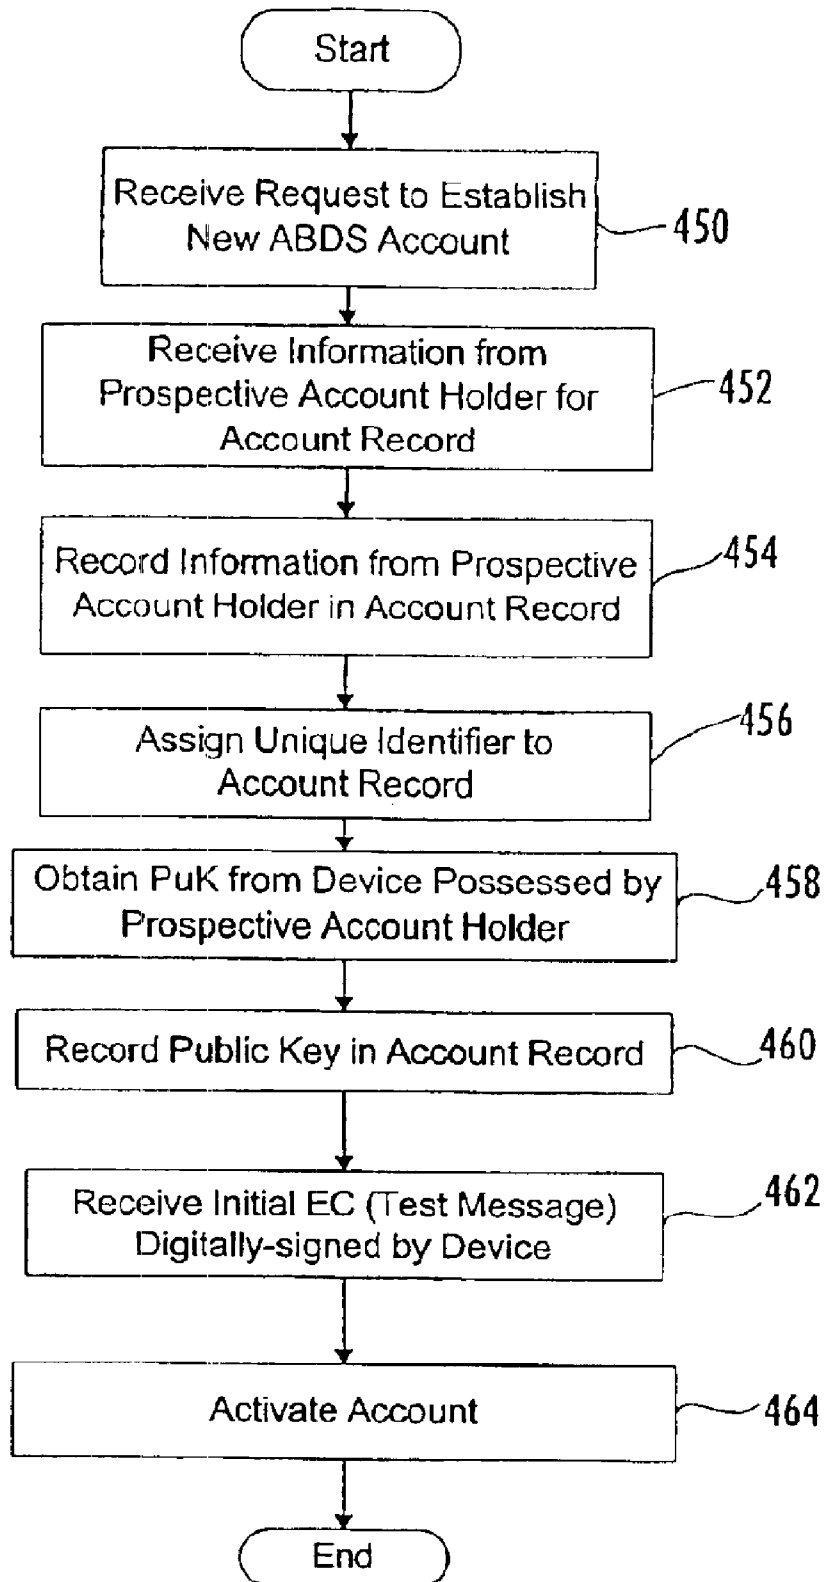 Start
Receive Request to Establish
New ABDS Account
450
Receive Information from
Prospective Account Holder for
Account Record
452
Record Information from Prospective
Account Holder in Account Record
454
Assign Unique Identifier to
Account Record
456
Obtain PuK from Device Possessed by
Prospective Account Holder
458
Record Public Key in Account Record
460
Receive Initial EC (Test Message)
Digitally-signed by Device
462
Activate Account
464
End